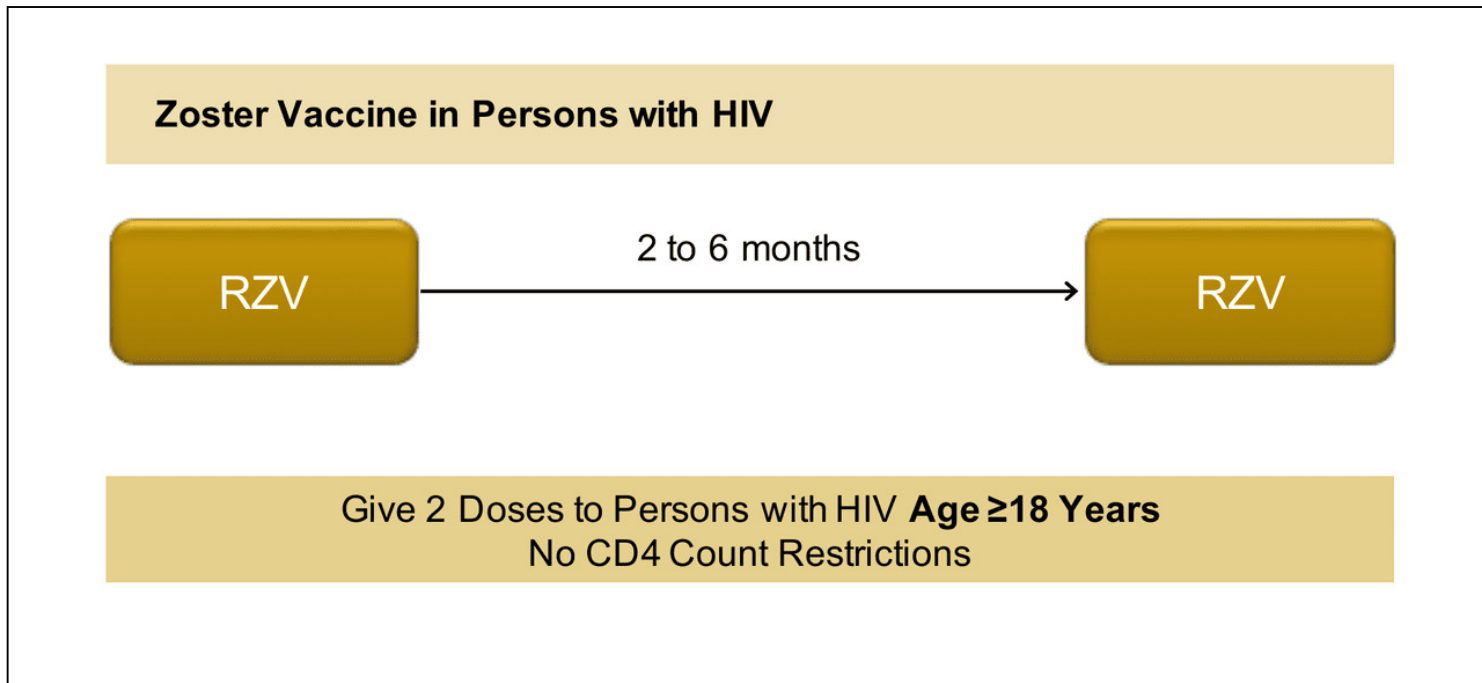 Zoster Vaccine in Persons with HIV
RZV
2 to 6 months
RZV
Give 2 Doses to Persons with HIV Age ≥18 Years
No CD4 Count Restrictions